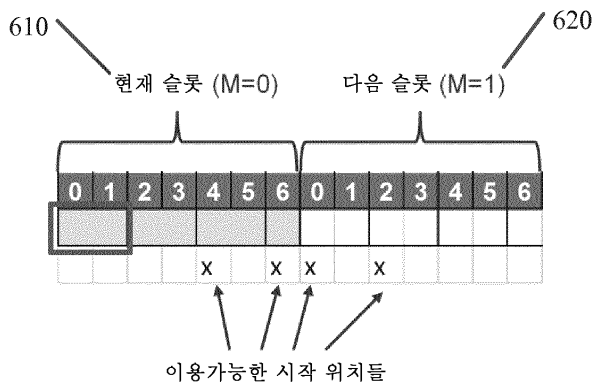 610
620
현재 슬롯 (M=0)
다음 슬롯 (M=1)
0 1 2 3 4 5 6 0 1 2 3 4 5 6
x x x x
이용가능한 시작 위치들